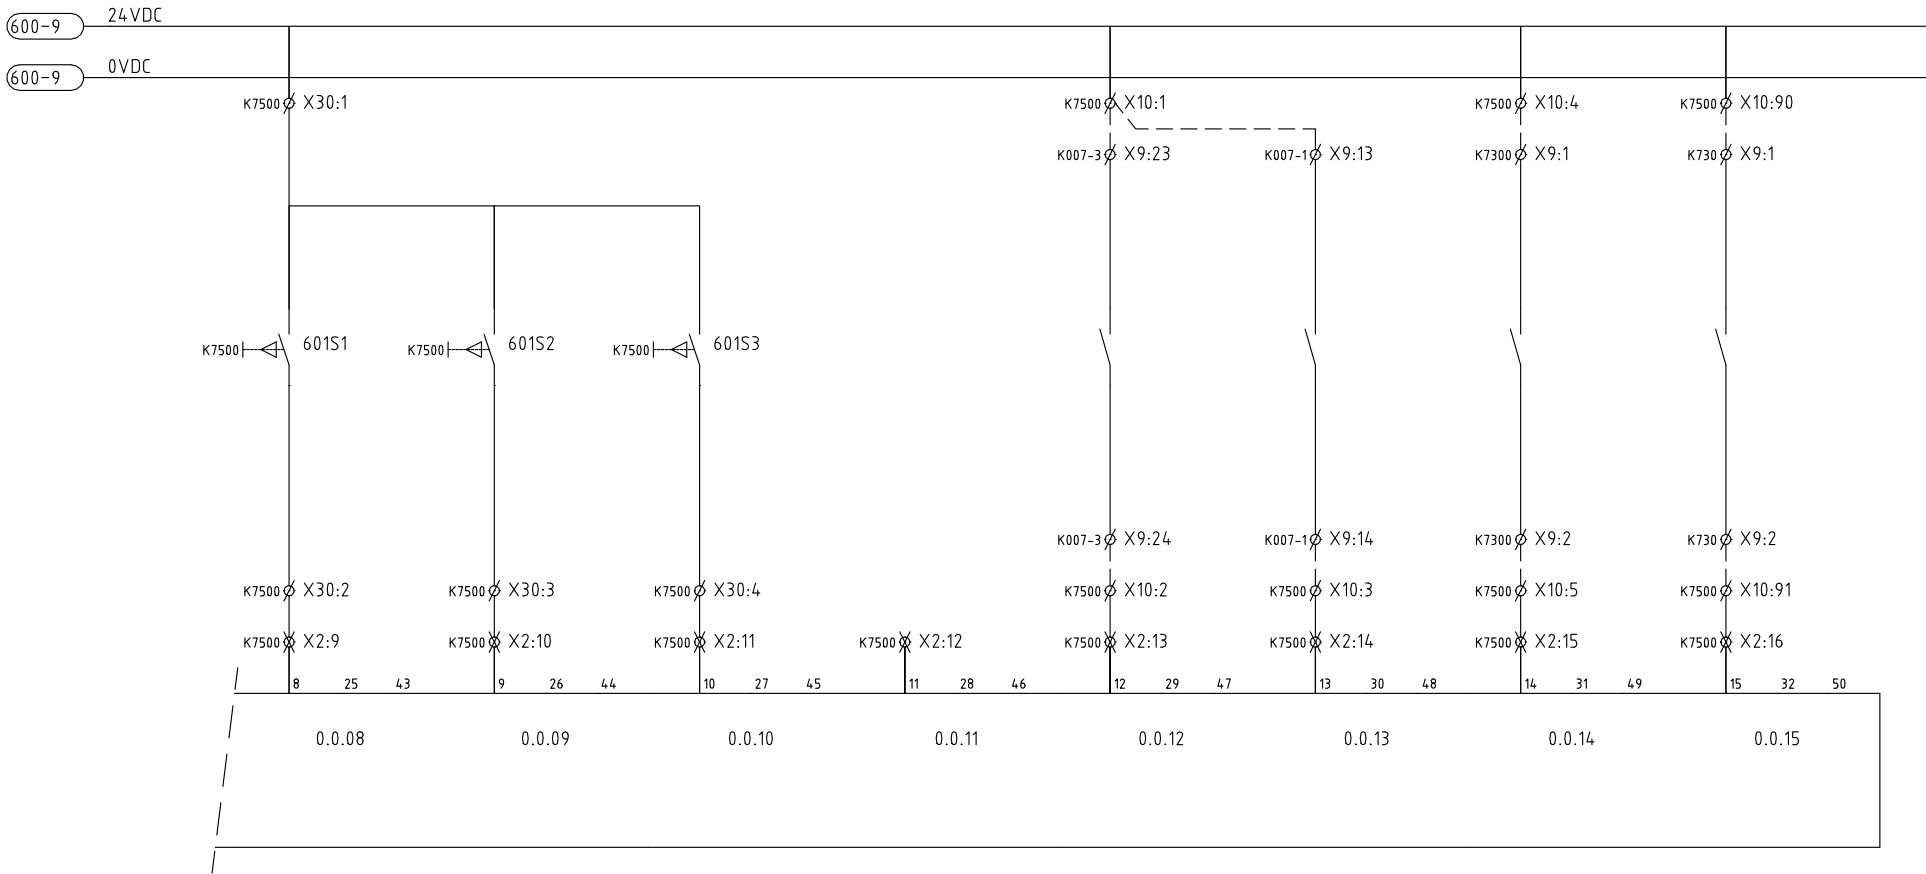 24VDC
600-9
0VDC
600-9
K7500 X30:1 K7500 X10:1 K7500 X10:4 K7500 X10:90
K007-3 X9:23 K007-1 X9:13 K7300 X9:1 K730 X9:1
K7500 601S1 K7500 601S2 K7500 601S3
K007-3 X9:24 K007-1 X9:14 K7300 X9:2 K730 X9:2
K7500 X30:2 K7500 X30:3 K7500 X30:4 K7500 X10:2 K7500 X10:3 K7500 X10:5 K7500 X10:91
K7500 X2:9 K7500 X2:10 K7500 X2:11 K7500 X2:12 K7500 X2:13 K7500 X2:14 K7500 X2:15 K7500 X2:16
8 25 43 9 26 44 10 27 45 11 28 46 12 29 47 13 30 48 14 31 49 15 32 50
0.0.08 0.0.09 0.0.10 0.0.11 0.0.12 0.0.13 0.0.14 0.0.15